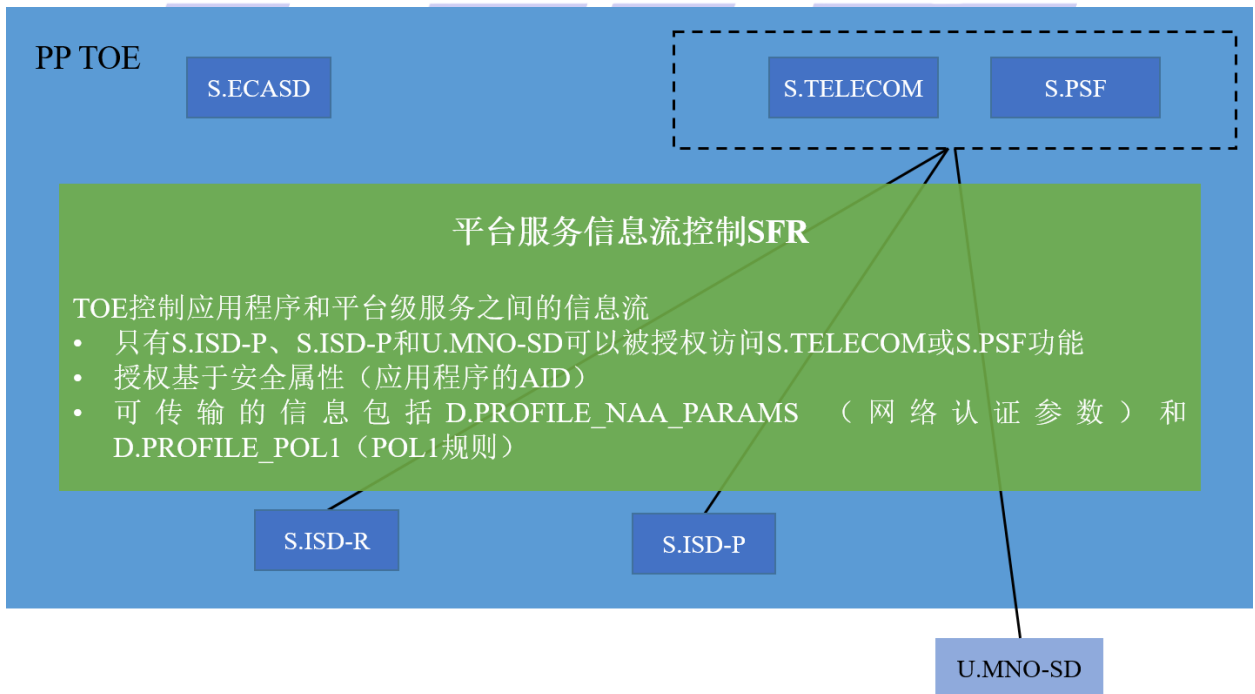 PP TOE
S.ECASD
S.TELECOM
S.PSF
平台服务信息流控制SFR
TOE控制应用程序和平台级服务之间的信息流
• 只有S.ISD-P、S.ISD-P和U.MNO-SD可以被授权访问S.TELECOM或S.PSF功能
• 授权基于安全属性（应用程序的AID）
• 可传输的信息包括D.PROFILE_NAA_PARAMS （网络认证参数）和
D.PROFILE_POL1（POL1规则）
S.ISD-R
S.ISD-P
U.MNO-SD